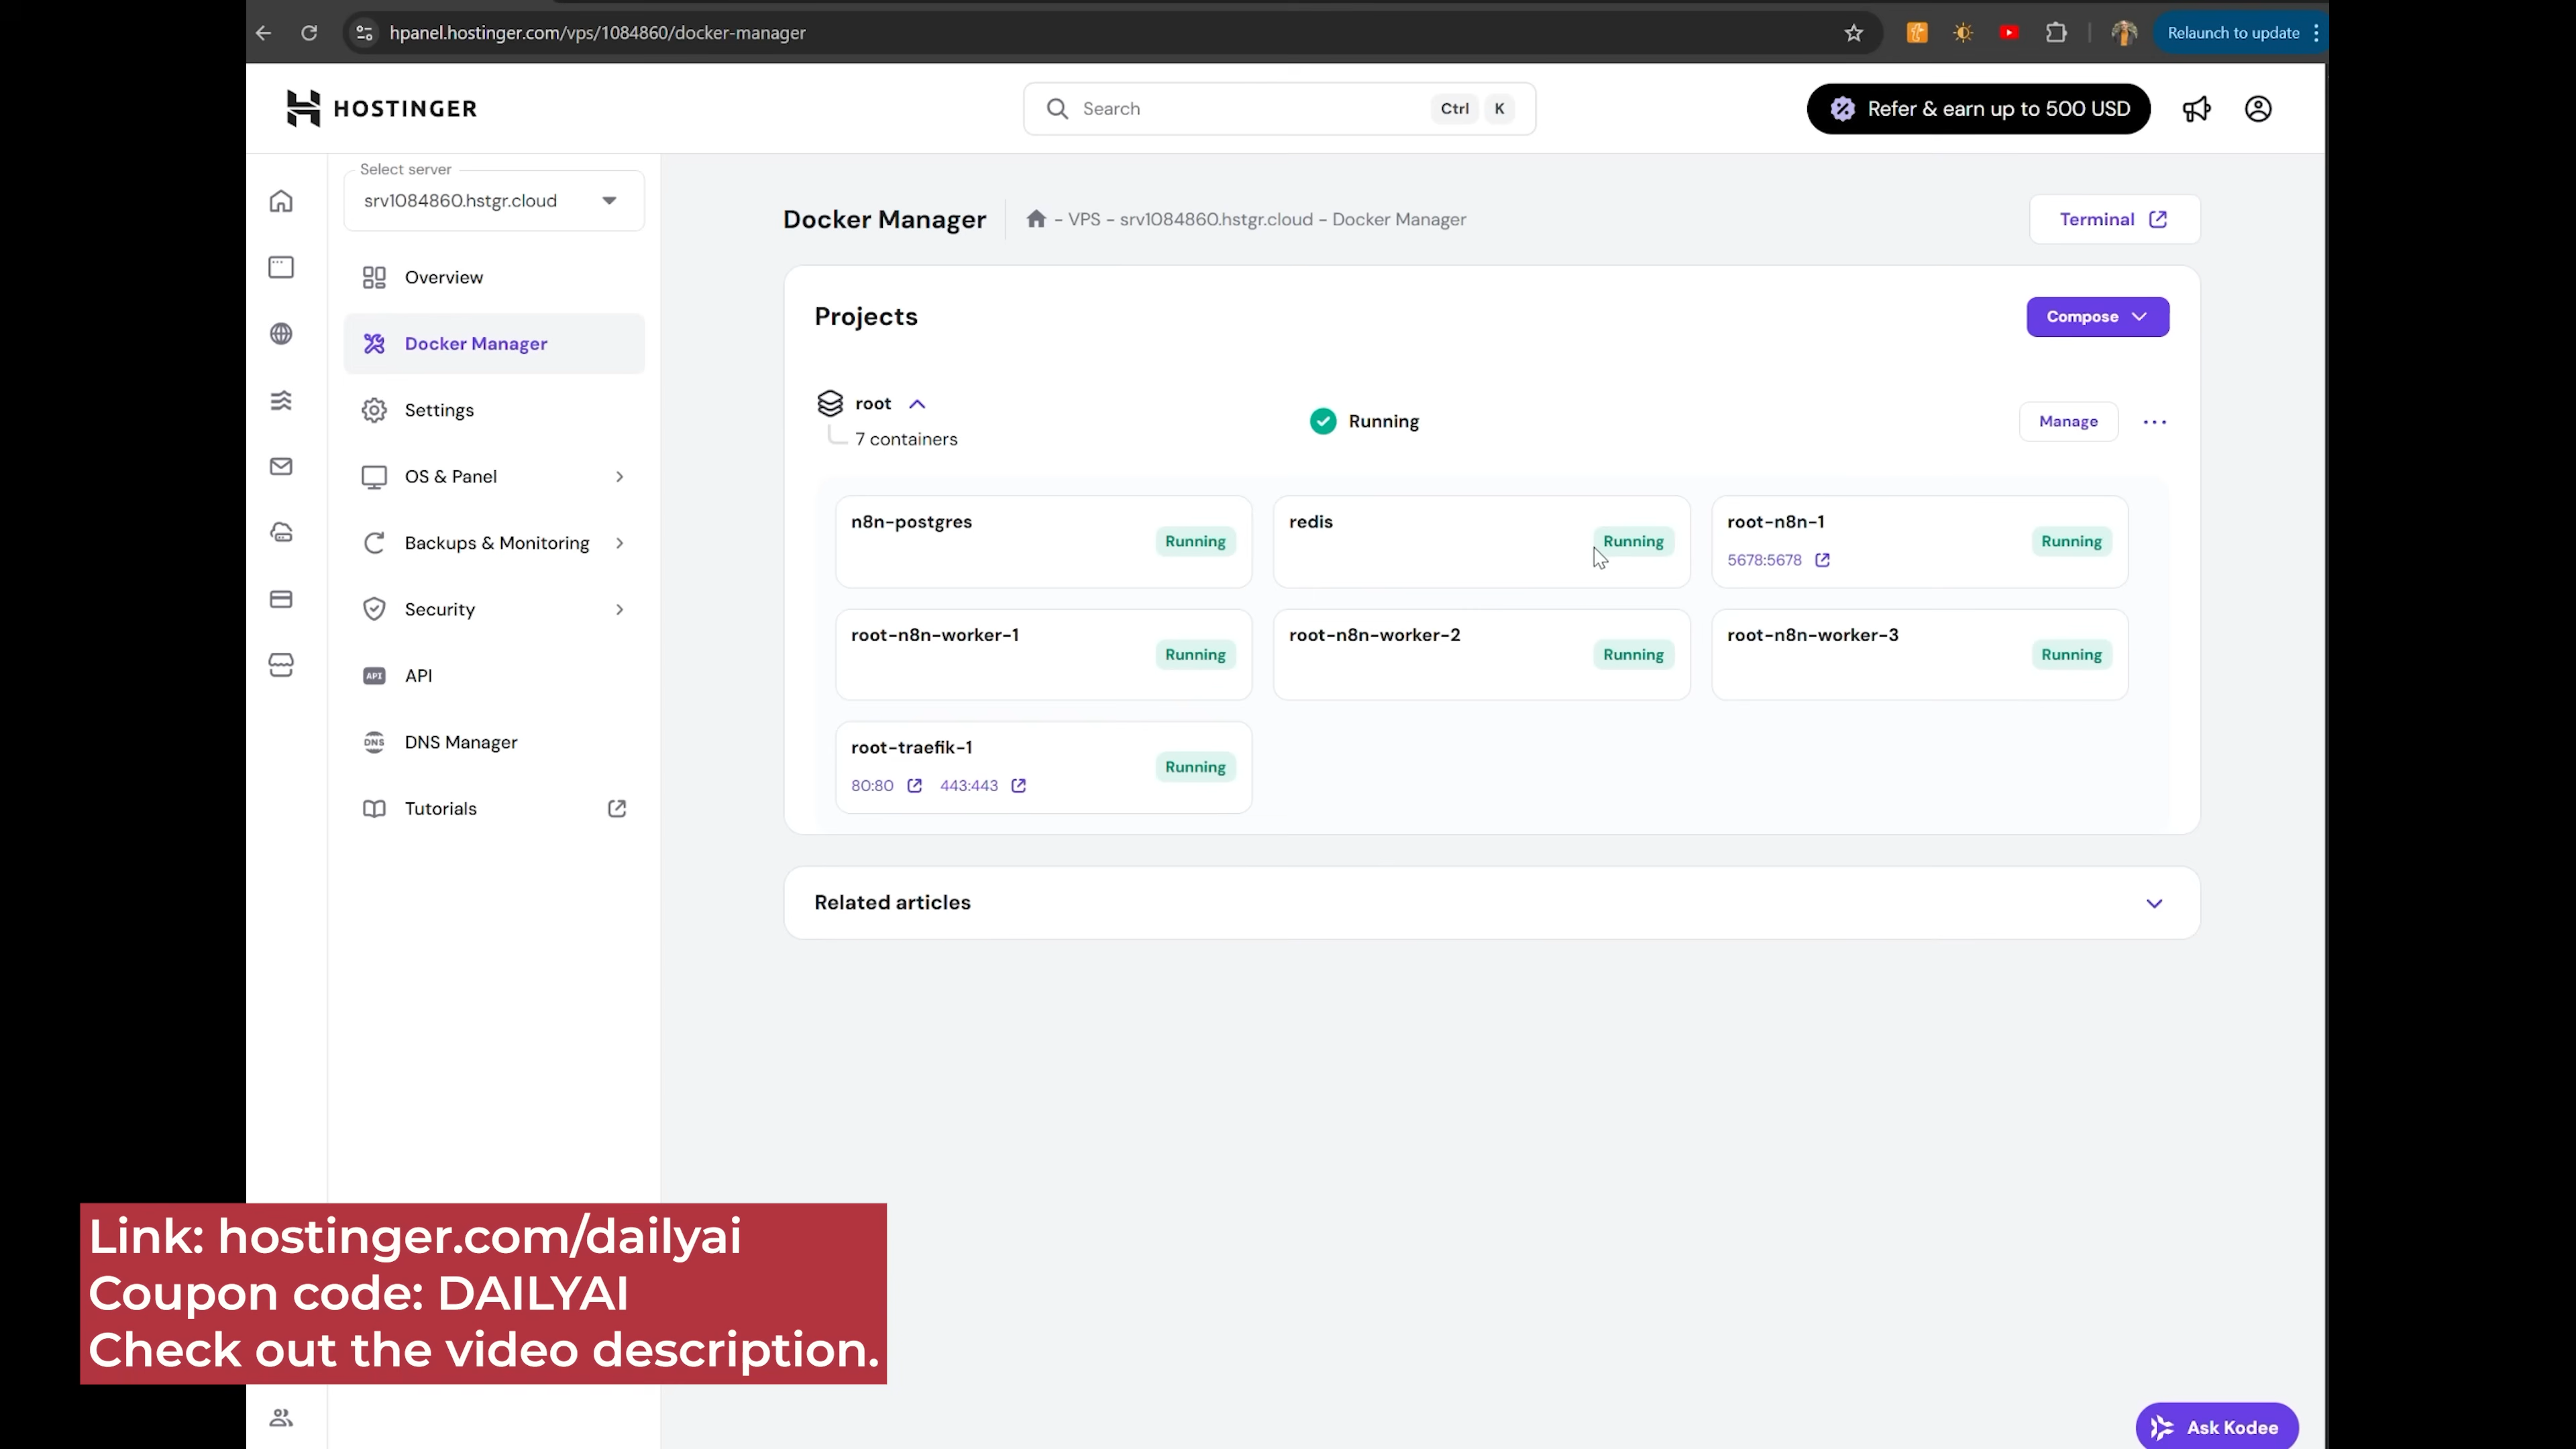 hpanel.hostinger.com/vps/1084860/docker-manager
Relaunch to update
HOSTINGER
Search
Ctrl K
Refer & earn up to 500 USD
Select server
srv1084860.hstgr.cloud
Overview
Docker Manager
Settings
OS & Panel
Backups & Monitoring
Security
API
API
DNS
DNS Manager
Tutorials
Docker Manager
- VPS - srv1084860.hstgr.cloud - Docker Manager
Terminal
Projects
Compose
root
7 containers
Running
Manage
n8n-postgres
Running
redis
Running
root-n8n-1
5678:5678
Running
root-n8n-worker-1
Running
root-n8n-worker-2
Running
root-n8n-worker-3
Running
root-traefik-1
80:80 443:443
Running
Related articles
Link: hostinger.com/dailyai
Coupon code: DAILYAI
Check out the video description.
Ask Kodee